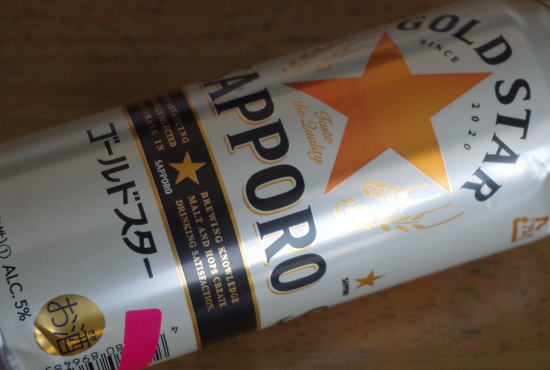 GOLD STAR
SINCE 2020
Taste
the Quality
SAPPORO
BREWING KNOWLEDGE
MALT AND HOPS CREATE
DRINKING SATISFACTION.
SAPPORO
ゴールドスター
SAPPORO
ALC. 5%
お酒